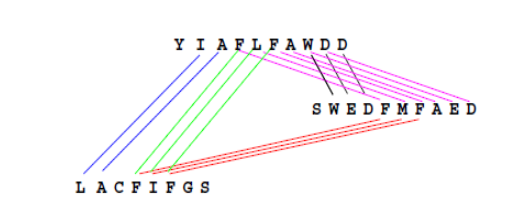 Y I A F L F A W D D
S W E D F M F A E D
L A C F I F G S